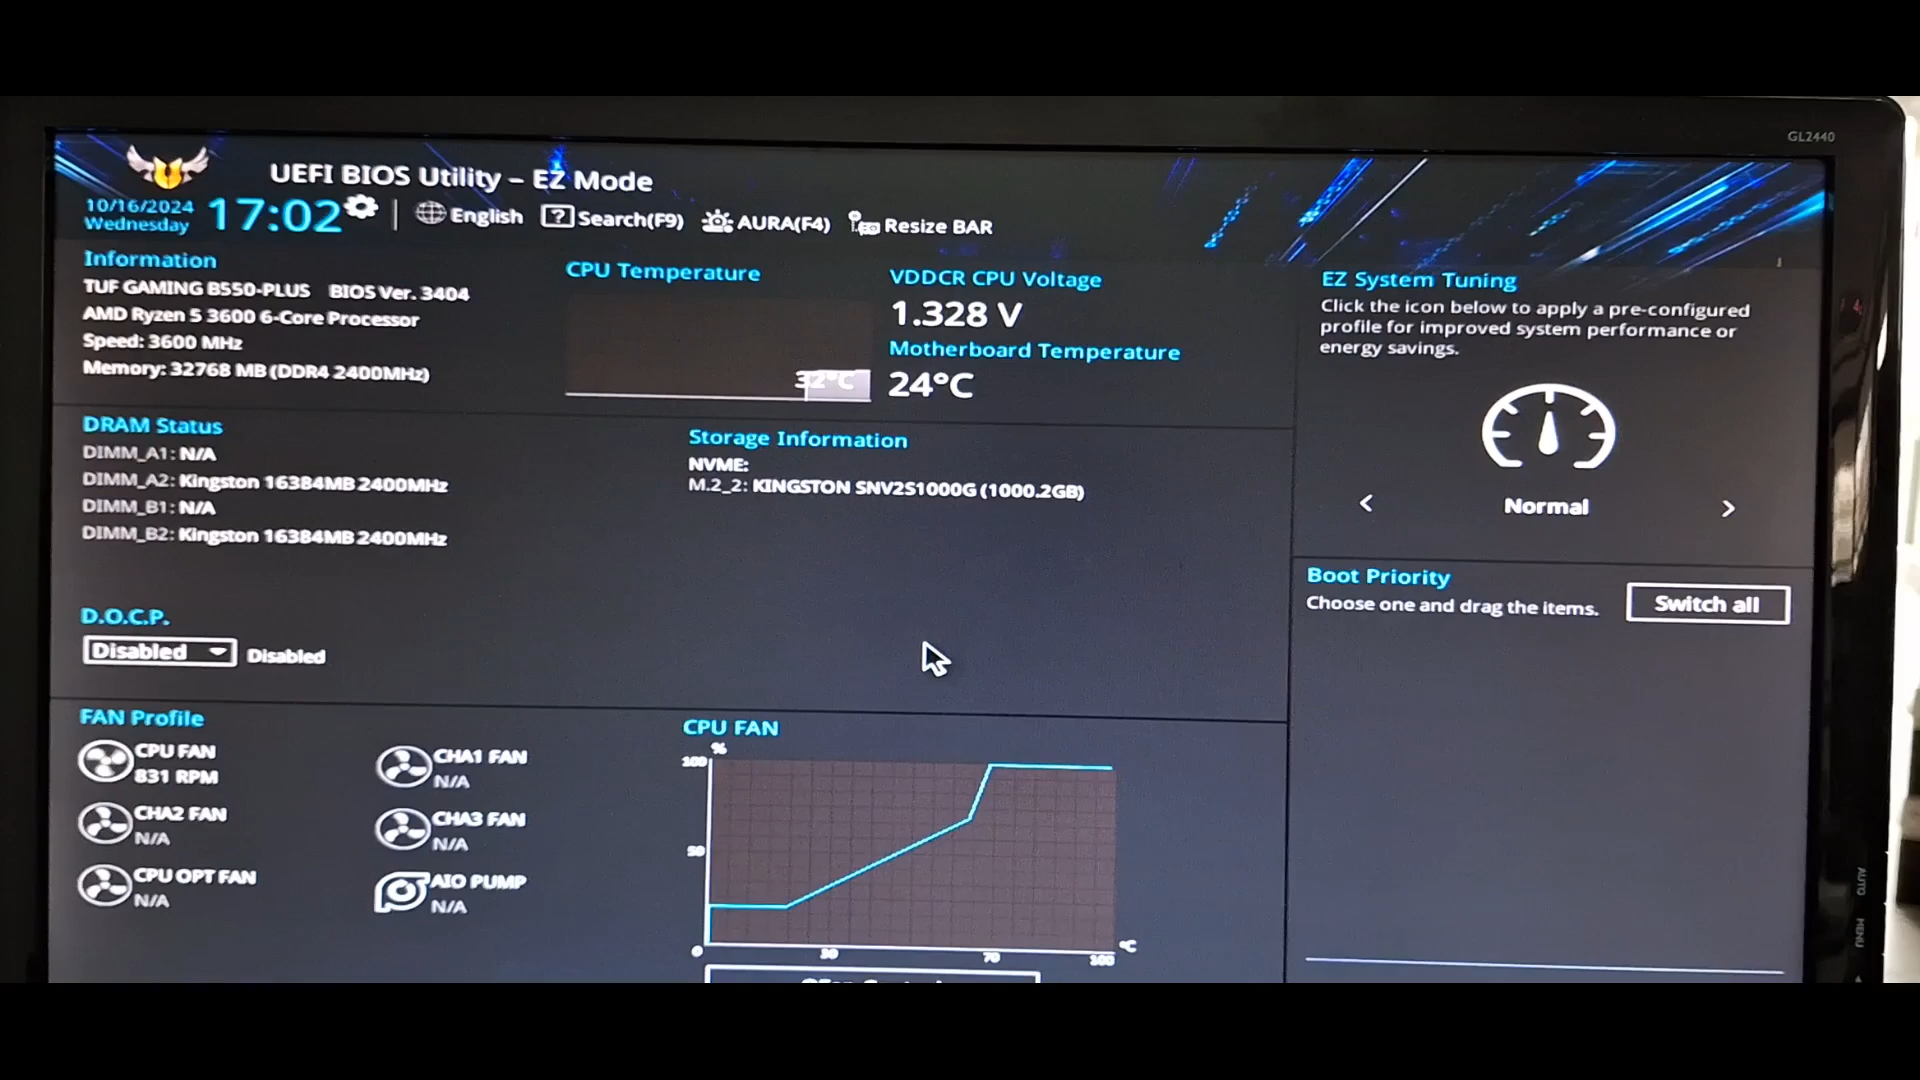 GL2440
UEFI BIOS Utility – EZ Mode
10/16/2024
Wednesday
17:02
English
Search(F9)
AURA(F4)
Resize BAR
Information
TUF GAMING B550-PLUS BIOS Ver. 3404
AMD Ryzen 5 3600 6-Core Processor
Speed: 3600 MHz
Memory: 32768 MB (DDR4 2400MHz)
CPU Temperature
32°C
VDDCR CPU Voltage
1.328 V
Motherboard Temperature
24°C
EZ System Tuning
Click the icon below to apply a pre-configured
profile for improved system performance or
energy savings.
Normal
DRAM Status
DIMM_A1: N/A
DIMM_A2: Kingston 16384MB 2400MHz
DIMM_B1: N/A
DIMM_B2: Kingston 16384MB 2400MHz
Storage Information
NVME:
M.2_2: KINGSTON SNV2S1000G (1000.2GB)
D.O.C.P.
Disabled
Disabled
Boot Priority
Choose one and drag the items.
Switch all
FAN Profile
CPU FAN
831 RPM
CHA1 FAN
N/A
CHA2 FAN
N/A
CHA3 FAN
N/A
CPU OPT FAN
N/A
AIO PUMP
N/A
CPU FAN
%
100
50
0
30
70
100
°C
AUTO
MENU